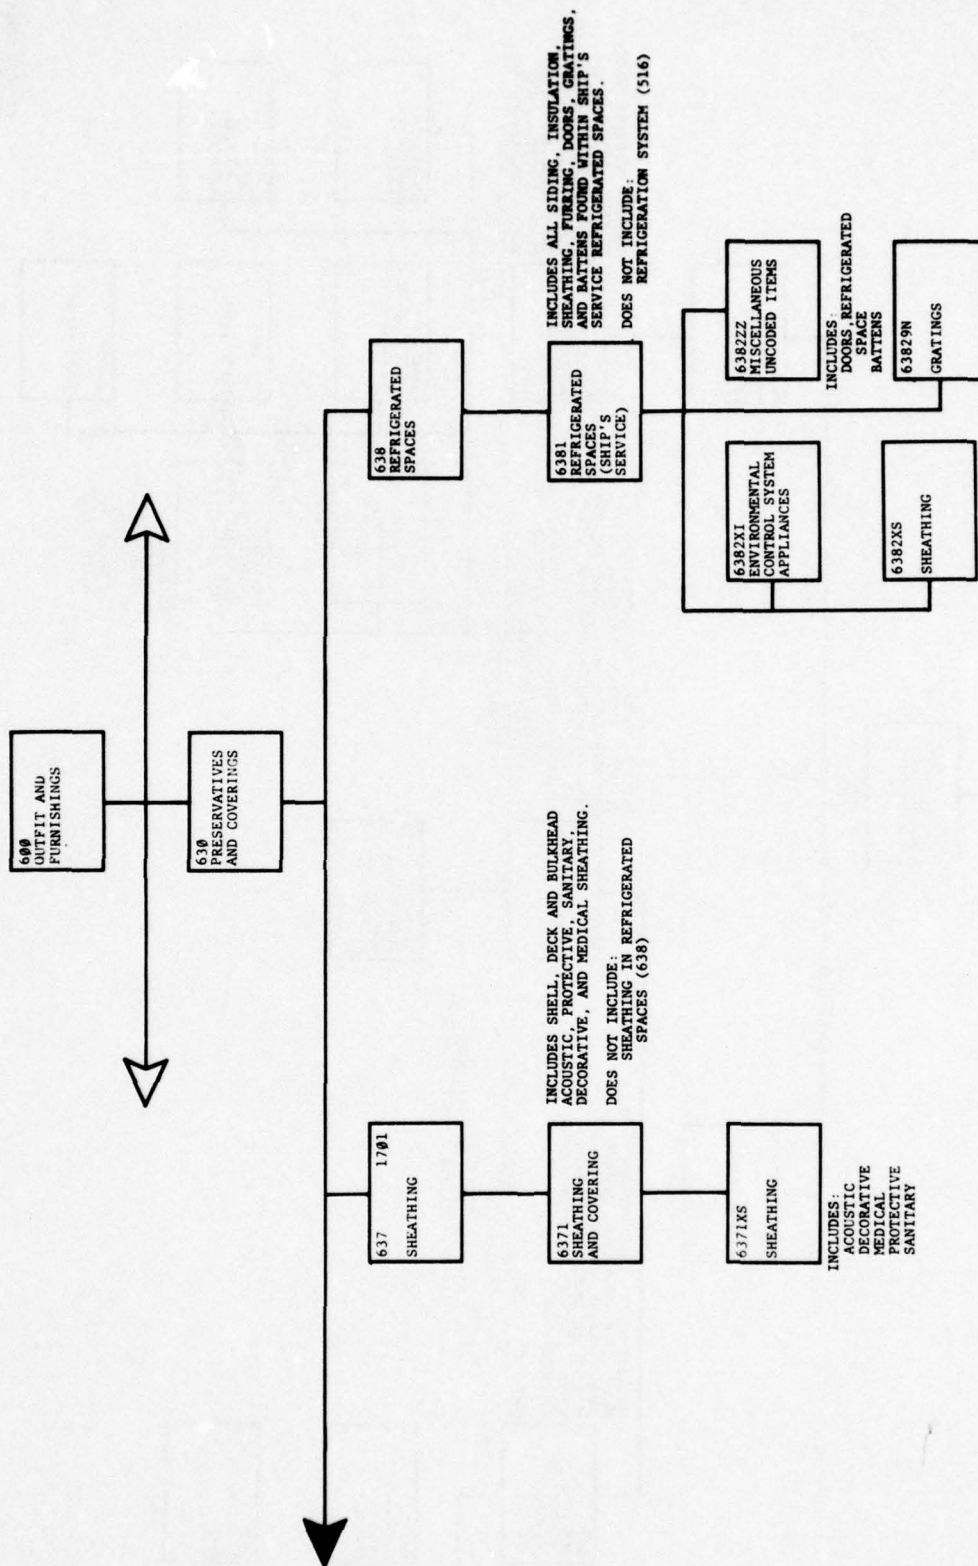 600
OUTFIT AND
FURNISHINGS
630
PRESERVATIVES
AND COVERINGS
637 1701
SHEATHING
6371
SHEATHING
AND COVERING
INCLUDES SHELL, DECK AND BULKHEAD
ACOUSTIC, PROTECTIVE, SANITARY,
DECORATIVE, AND MEDICAL SHEATHING.
DOES NOT INCLUDE:
SHEATHING IN REFRIGERATED
SPACES (638)
6371XS
SHEATHING
INCLUDES:
ACOUSTIC
DECORATIVE
MEDICAL
PROTECTIVE
SANITARY
638
REFRIGERATED
SPACES
6381
REFRIGERATED
SPACES
(SHIP'S
SERVICE)
INCLUDES ALL SIDING, INSULATION,
SHEATHING, FURRING, DOORS, GRATINGS,
AND BATTENS FOUND WITHIN SHIP'S
SERVICE REFRIGERATED SPACES.
DOES NOT INCLUDE:
REFRIGERATION SYSTEM (516)
6382XI
ENVIRONMENTAL
CONTROL SYSTEM
APPLIANCES
6382ZZ
MISCELLANEOUS
UNCODED ITEMS
INCLUDES:
DOORS, REFRIGERATED
SPACE
BATTENS
6382XS
SHEATHING
63829N
GRATINGS